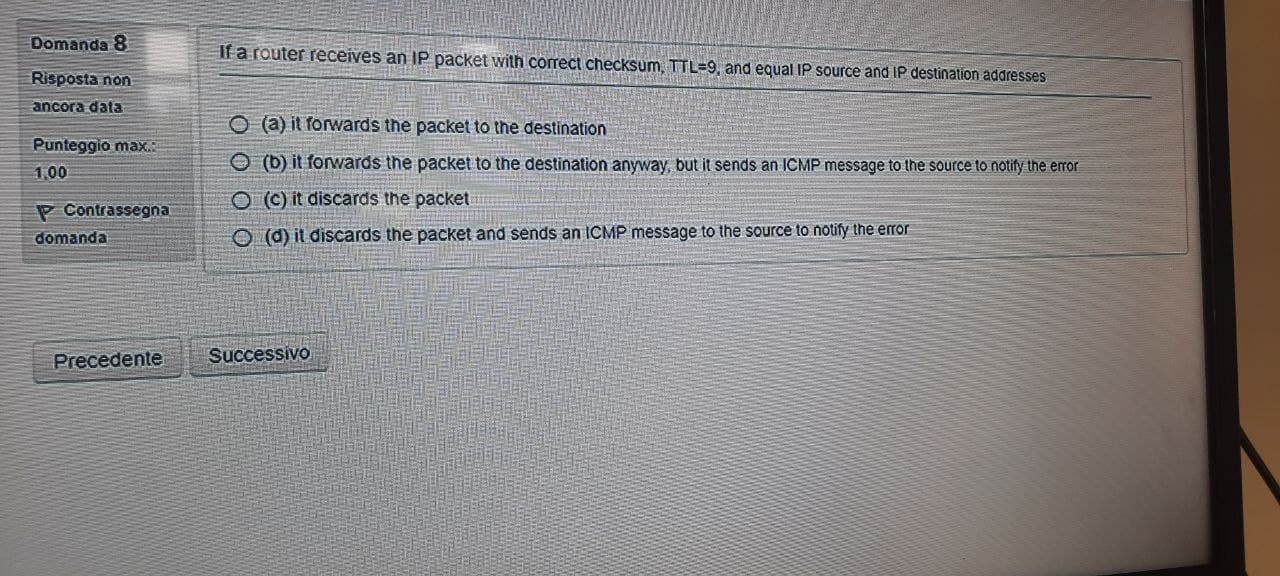 Domanda 8
Risposta non
ancora data
Punteggio max.:
1,00
Contrassegna
domanda
If a router receives an IP packet with correct checksum, TTL=9, and equal IP source and IP destination addresses
(a) it forwards the packet to the destination
(b) it forwards the packet to the destination anyway, but it sends an ICMP message to the source to notify the error
(c) it discards the packet
(d) it discards the packet and sends an ICMP message to the source to notify the error
Precedente
Successivo